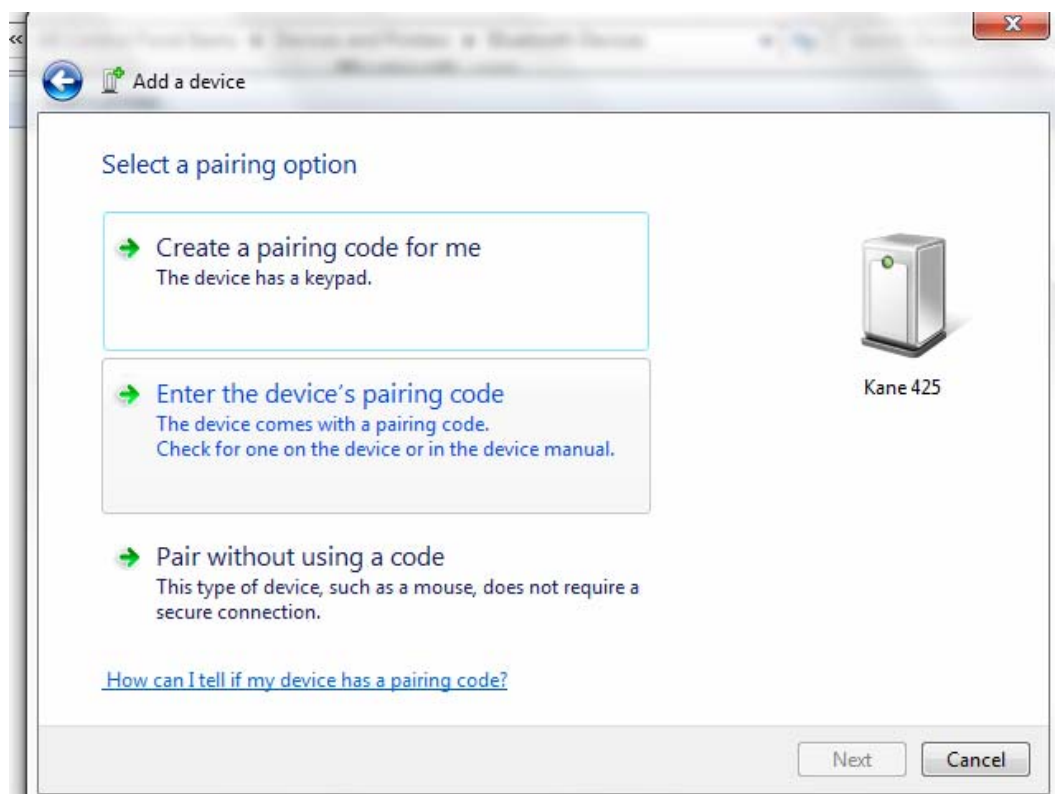 «
x
Add a device
Select a pairing option
Create a pairing code for me
The device has a keypad.
Enter the device's pairing code
The device comes with a pairing code.
Check for one on the device or in the device manual.
Kane 425
Pair without using a code
This type of device, such as a mouse, does not require a
secure connection.
How can I tell if my device has a pairing code?
Next
Cancel